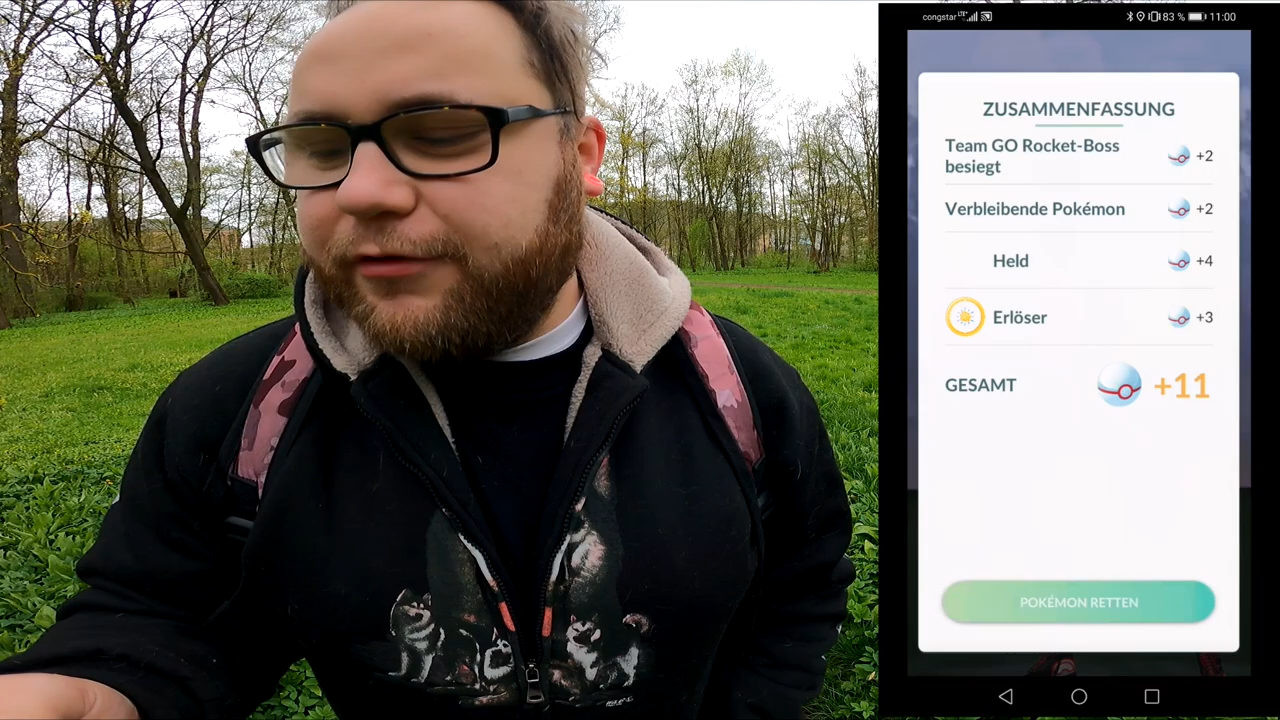 congstar
83 %
11:00
ZUSAMMENFASSUNG
Team GO Rocket-Boss
besiegt
+2
Verbleibende Pokémon
+2
Held
+4
Erlöser
+3
GESAMT
+11
POKÉMON RETTEN